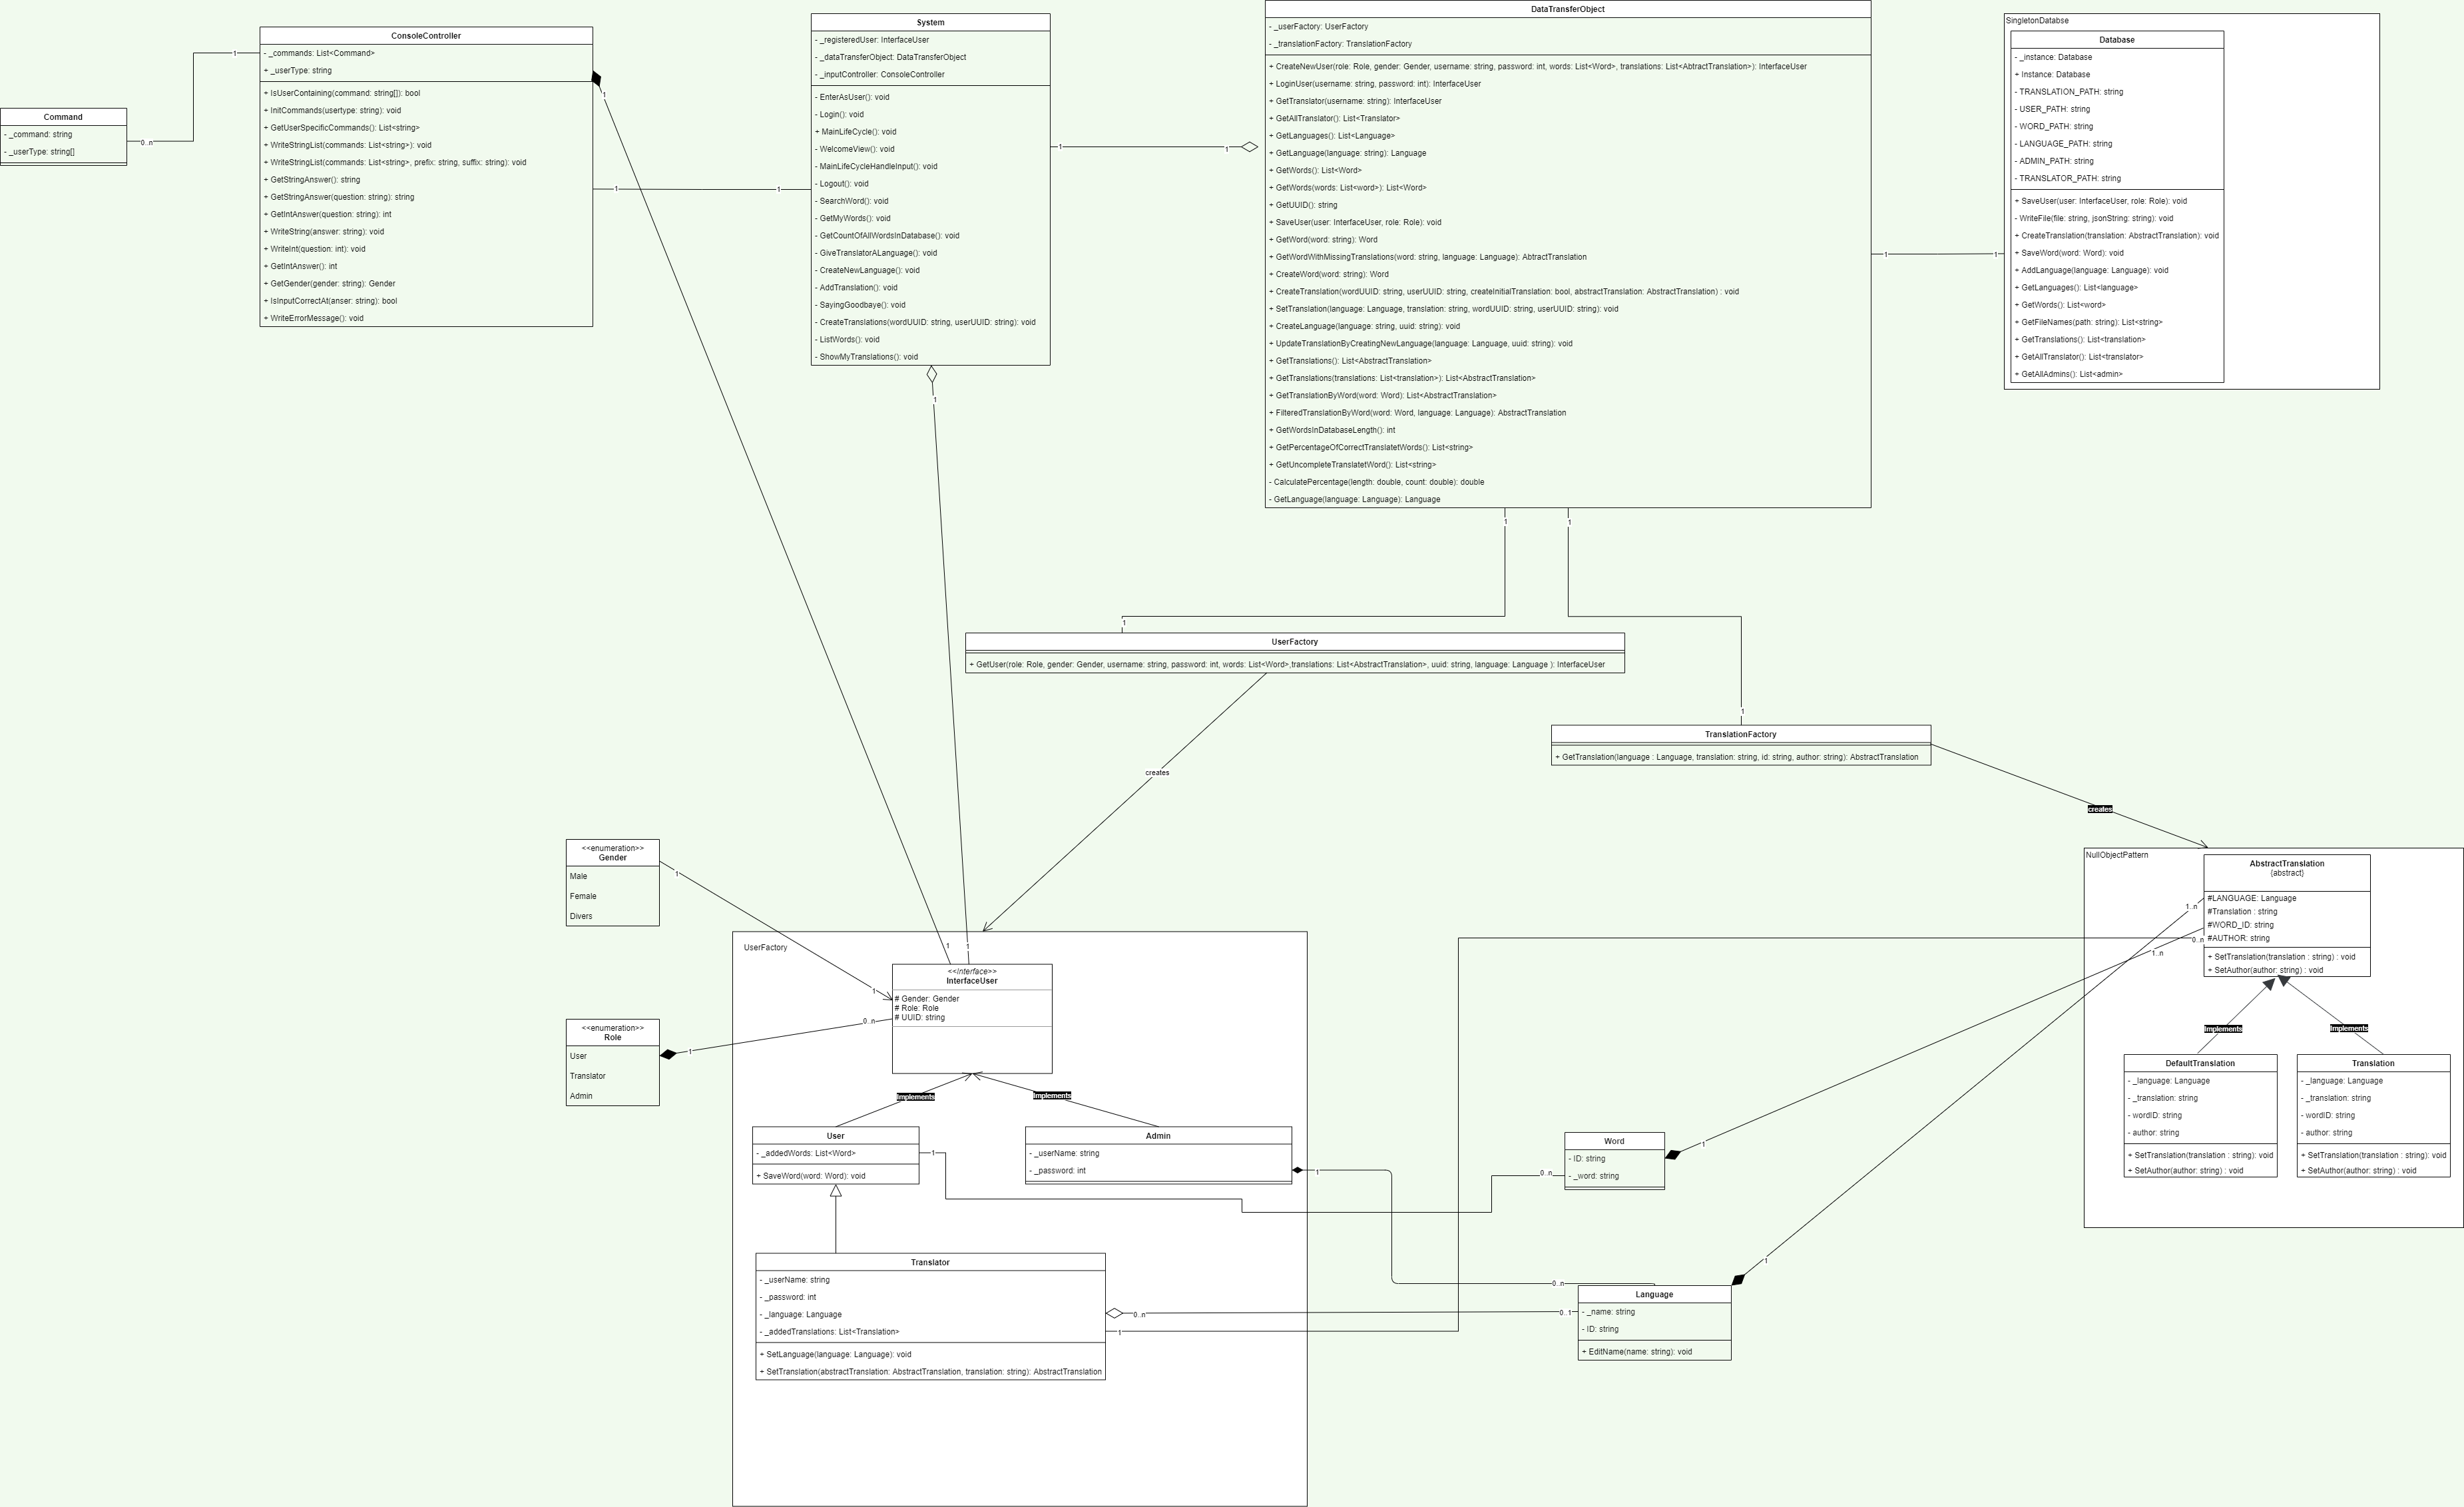 Command
- _command: string
- _userType: string[]
0..n
1
ConsoleController
- _commands: List<Command>
+ _userType: string
+ IsUserContaining(command: string[]): bool
+ InitCommands(usertype: string): void
+ GetUserSpecificCommands(): List<string>
+ WriteStringList(commands: List<string>): void
+ WriteStringList(commands: List<string>, prefix: string, suffix: string): void
+ GetStringAnswer(): string
+ GetStringAnswer(question: string): string
+ GetIntAnswer(question: string): int
+ WriteString(answer: string): void
+ WriteInt(question: int): void
+ GetIntAnswer(): int
+ GetGender(gender: string): Gender
+ IsInputCorrectAt(anser: string): bool
+ WriteErrorMessage(): void
1
1
1
System
- _registeredUser: InterfaceUser
- _dataTransferObject: DataTransferObject
- _inputController: ConsoleController
- EnterAsUser(): void
- Login(): void
+ MainLifeCycle(): void
- WelcomeView(): void
- MainLifeCycleHandleInput(): void
- Logout(): void
- SearchWord(): void
- GetMyWords(): void
- GetCountOfAllWordsInDatabase(): void
- GiveTranslatorALanguage(): void
- CreateNewLanguage(): void
- AddTranslation(): void
- SayingGoodbaye(): void
- CreateTranslations(wordUUID: string, userUUID: string): void
- ListWords(): void
- ShowMyTranslations(): void
1
1
1
DataTransferObject
- _userFactory: UserFactory
- _translationFactory: TranslationFactory
+ CreateNewUser(role: Role, gender: Gender, username: string, password: int, words: List<Word>, translations: List<AbtractTranslation>): InterfaceUser
+ LoginUser(username: string, password: int): InterfaceUser
+ GetTranslator(username: string): InterfaceUser
+ GetAllTranslator(): List<Translator>
+ GetLanguages(): List<Language>
+ GetLanguage(language: string): Language
+ GetWords(): List<Word>
+ GetWords(words: List<word>): List<Word>
+ GetUUID(): string
+ SaveUser(user: InterfaceUser, role: Role): void
+ GetWord(word: string): Word
+ GetWordWithMissingTranslations(word: string, language: Language): AbtractTranslation
+ CreateWord(word: string): Word
+ CreateTranslation(wordUUID: string, userUUID: string, createInitialTranslation: bool, abstractTranslation: AbstractTranslation) : void
+ SetTranslation(language: Language, translation: string, wordUUID: string, userUUID: string): void
+ CreateLanguage(language: string, uuid: string): void
+ UpdateTranslationByCreatingNewLanguage(language: Language, uuid: string): void
+ GetTranslations(): List<AbstractTranslation>
+ GetTranslations(translations: List<translation>): List<AbstractTranslation>
+ GetTranslationByWord(word: Word): List<AbstractTranslation>
+ FilteredTranslationByWord(word: Word, language: Language): AbstractTranslation
+ GetWordsInDatabaseLength(): int
+ GetPercentageOfCorrectTranslatetWords(): List<string>
+ GetUncompleteTranslatetWord(): List<string>
- CalculatePercentage(length: double, count: double): double
- GetLanguage(language: Language): Language
1
1
1
1
SingletonDatabse
Database
- _instance: Database
+ Instance: Database
- TRANSLATION_PATH: string
- USER_PATH: string
- WORD_PATH: string
- LANGUAGE_PATH: string
- ADMIN_PATH: string
- TRANSLATOR_PATH: string
+ SaveUser(user: InterfaceUser, role: Role): void
- WriteFile(file: string, jsonString: string): void
+ CreateTranslation(translation: AbstractTranslation): void
+ SaveWord(word: Word): void
+ AddLanguage(language: Language): void
+ GetLanguages(): List<language>
+ GetWords(): List<word>
+ GetFileNames(path: string): List<string>
+ GetTranslations(): List<translation>
+ GetAllTranslator(): List<translator>
+ GetAllAdmins(): List<admin>
1
UserFactory
+ GetUser(role: Role, gender: Gender, username: string, password: int, words: List<Word>,translations: List<AbstractTranslation>, uuid: string, language: Language ): InterfaceUser
creates
1
TranslationFactory
+ GetTranslation(language : Language, translation: string, id: string, author: string): AbstractTranslation
creates
<<enumeration>>
Gender
Male
Female
Divers
1
1
<<enumeration>>
Role
User
Translator
Admin
1
0..n
UserFactory
1
1
<<interface>>
InterfaceUser
# Gender: Gender
# Role: Role
# UUID: string
Implements
Implements
User
- _addedWords: List<Word>
+ SaveWord(word: Word): void
1
Admin
- _userName: string
- _password: int
1
Translator
- _userName: string
- _password: int
- _language: Language
- _addedTranslations: List<Translation>
+ SetLanguage(language: Language): void
+ SetTranslation(abstractTranslation: AbstractTranslation, translation: string): AbstractTranslation
0..n
1
Word
- ID: string
- _word: string
0..n
1
0..n
0..1
Language
- _name: string
- ID: string
+ EditName(name: string): void
1
NullObjectPattern
AbstractTranslation
{abstract}
#LANGUAGE: Language
#Translation : string
#WORD_ID: string
#AUTHOR: string
+ SetTranslation(translation : string) : void
+ SetAuthor(author: string) : void
1..n
0..n
1..n
Implements
Implements
DefaultTranslation
- _language: Language
- _translation: string
- wordID: string
- author: string
+ SetTranslation(translation : string): void
+ SetAuthor(author: string) : void
Translation
- _language: Language
- _translation: string
- wordID: string
- author: string
+ SetTranslation(translation : string): void
+ SetAuthor(author: string) : void